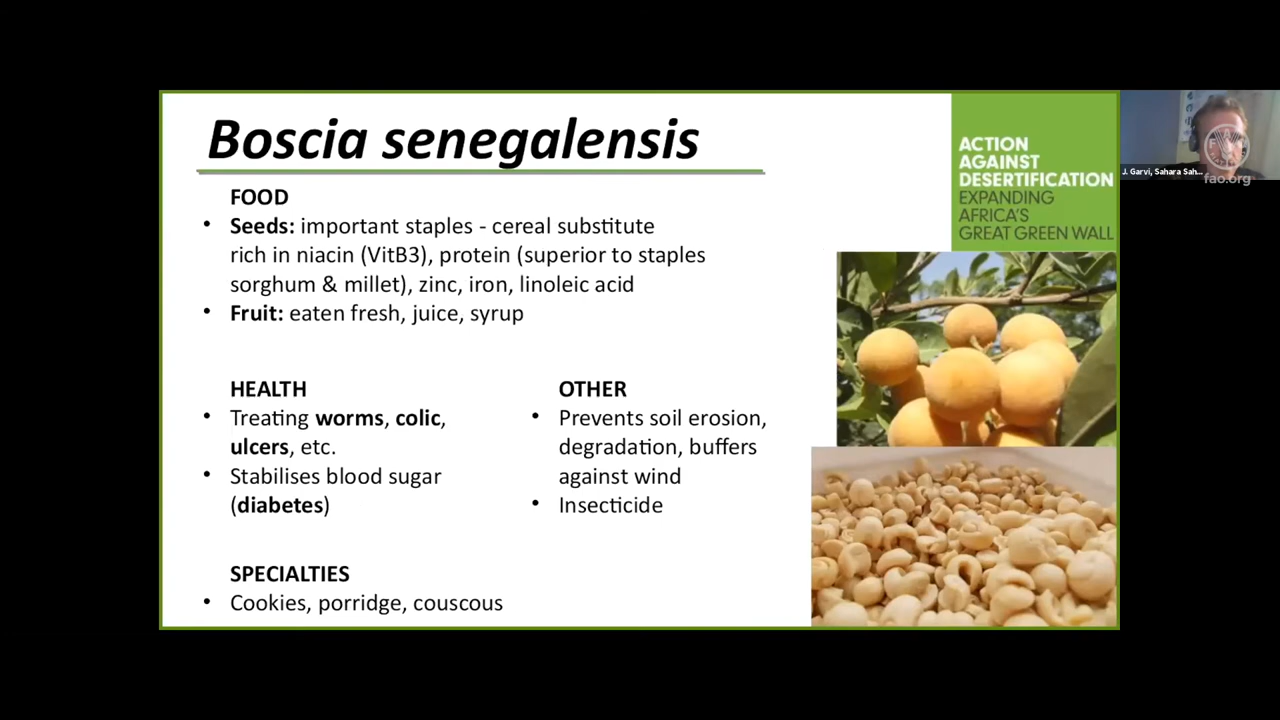 Boscia senegalensis
FOOD
• Seeds: important staples - cereal substitute
rich in niacin (VitB3), protein (superior to staples
sorghum & millet), zinc, iron, linoleic acid
• Fruit: eaten fresh, juice, syrup
HEALTH
• Treating worms, colic,
ulcers, etc.
• Stabilises blood sugar
(diabetes)
OTHER
• Prevents soil erosion,
degradation, buffers
against wind
• Insecticide
SPECIALTIES
• Cookies, porridge, couscous
ACTION
AGAINST
DESERTIFICATION
EXPANDING
AFRICA'S
GREAT GREEN WALL
J. Garvi, Sahara Sah...
fao.org